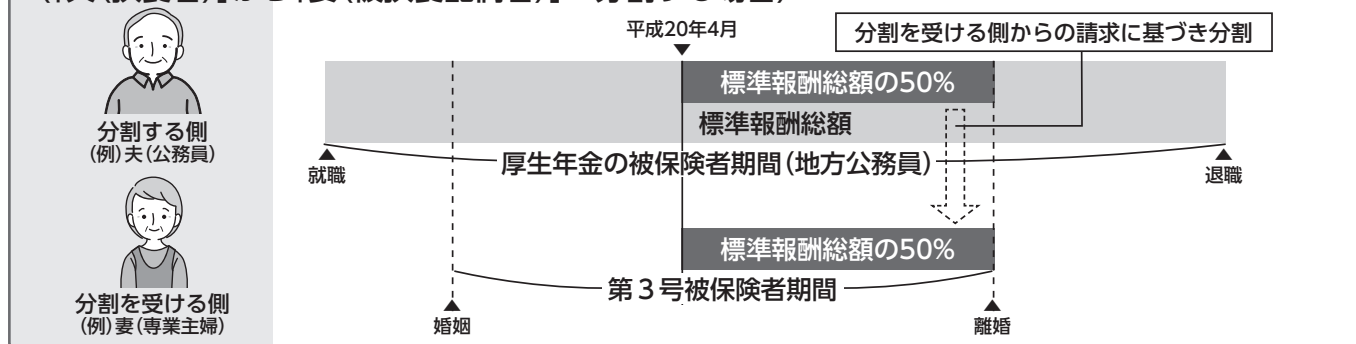 平成20年4月
分割を受ける側からの請求に基づき分割
標準報酬総額の50%
標準報酬総額
分割する側
(例)夫(公務員)
厚生年金の被保険者期間(地方公務員)
就職
退職
標準報酬総額の50%
第3号被保険者期間
分割を受ける側
(例)妻(専業主婦)
婚姻
離婚